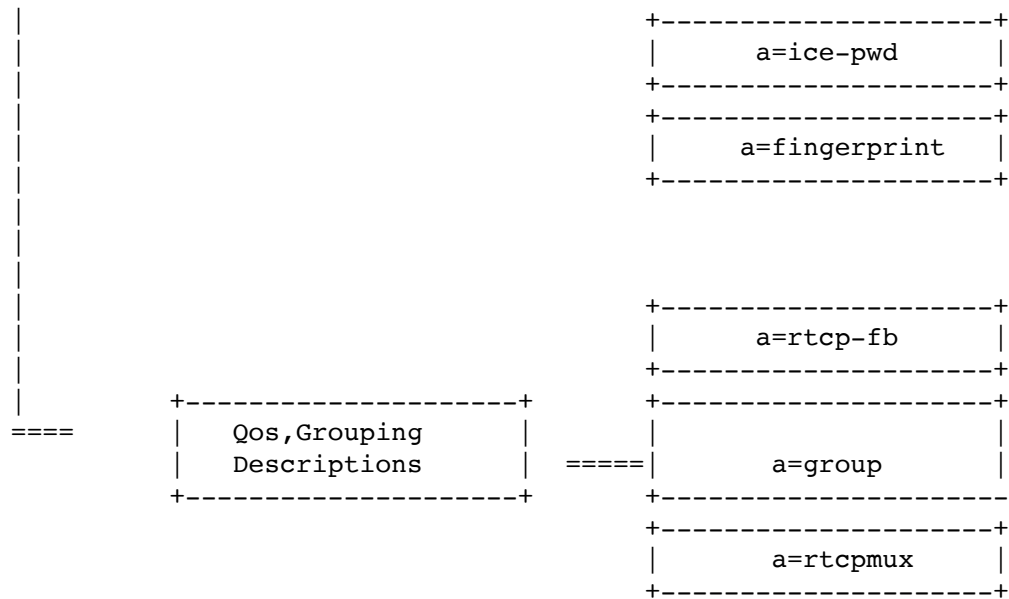 |                                         +---------------------+
|                                         |       a=ice-pwd     |
|                                         +---------------------+
|                                         +---------------------+
|                                         |      a=fingerprint  |
|                                         +---------------------+
|
|
|
|                                         +---------------------+
|                                         |       a=rtcp-fb     |
|                                         +---------------------+
|          +---------------------+        +---------------------+
====       |   Qos,Grouping      |        |                     |
           |   Descriptions      |  =====|        a=group      |
           +---------------------+        +----------------------
                                          +---------------------+
                                          |        a=rtcpmux    |
                                          +---------------------+